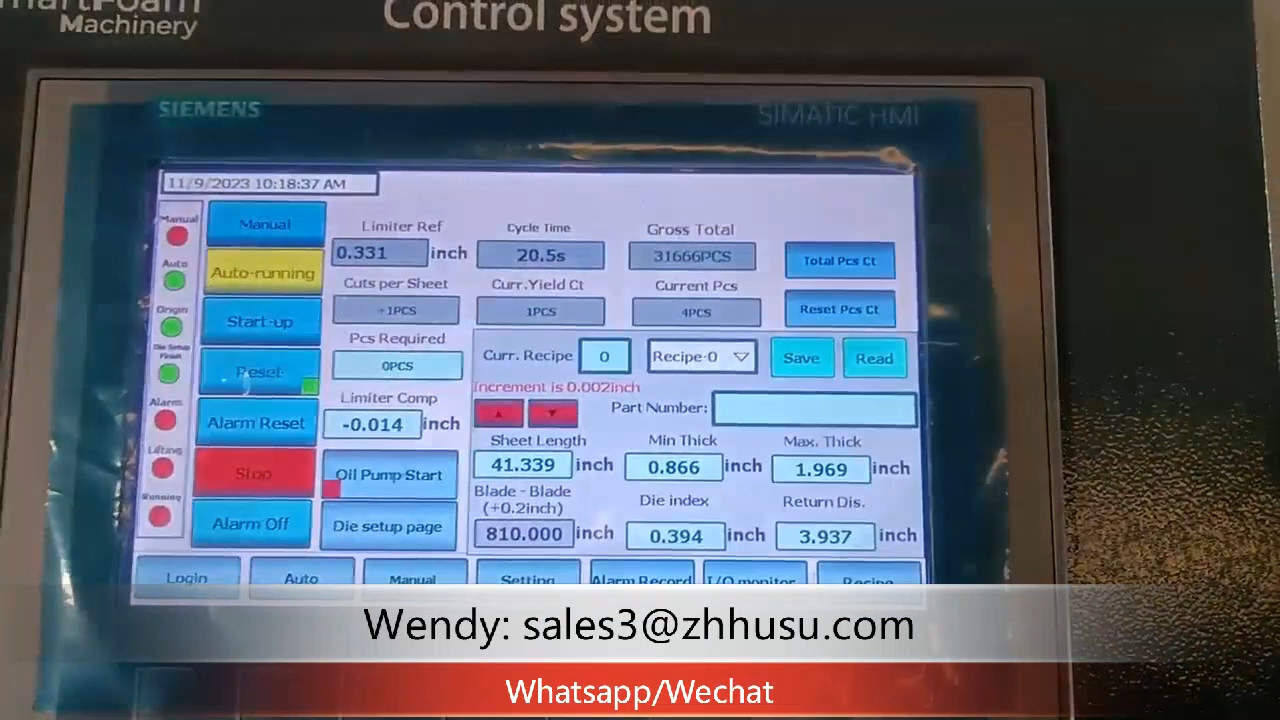 Machinery
Control system
SIEMENS
SIMATIC HMI
11/9/2023 10:18:37 AM
Manual
Auto
Origin
Die Setup
Finish
Alarm
Lifting
Running
Manual
Auto-running
Start-up
Reset
Alarm Reset
Stop
Alarm Off
Limiter Ref
0.331 inch
Cuts per Sheet
+1PCS
Pcs Required
0PCS
Limiter Comp
-0.014 inch
Oil Pump Start
Die setup page
Cycle Time
20.5s
Curr.Yield Ct
1PCS
Gross Total
31666PCS
Current Pcs
4PCS
Total Pcs Ct
Reset Pcs Ct
Curr. Recipe 0 Recipe-0 Save Read
Increment is 0.002inch
Part Number:
Sheet Length Min Thick Max. Thick
41.339 inch 0.866 inch 1.969 inch
Blade - Blade
(+0.2inch)
Die index Return Dis.
810.000 inch 0.394 inch 3.937 inch
Login Auto Manual Setting Alarm Record I/O monitor Recipe
Wendy: sales3@zhhusu.com
Whatsapp/Wechat